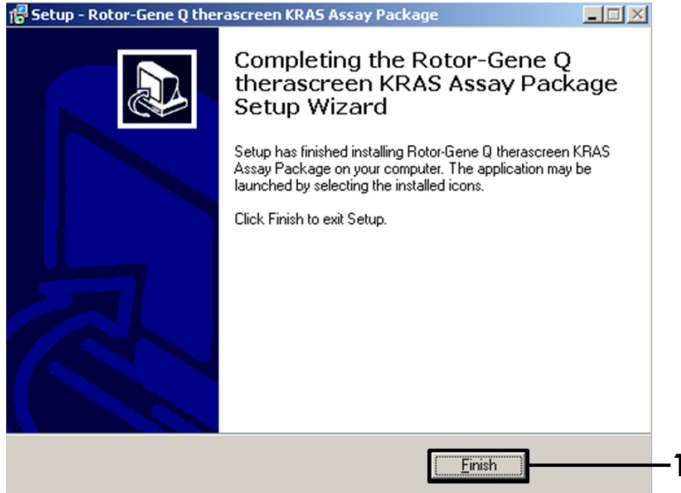 Setup - Rotor-Gene Q therascreen KRAS Assay Package
Completing the Rotor-Gene Q
therascreen KRAS Assay Package
Setup Wizard
Setup has finished installing Rotor-Gene Q therascreen KRAS
Assay Package on your computer. The application may be
launched by selecting the installed icons.
Click Finish to exit Setup.
Finish
1